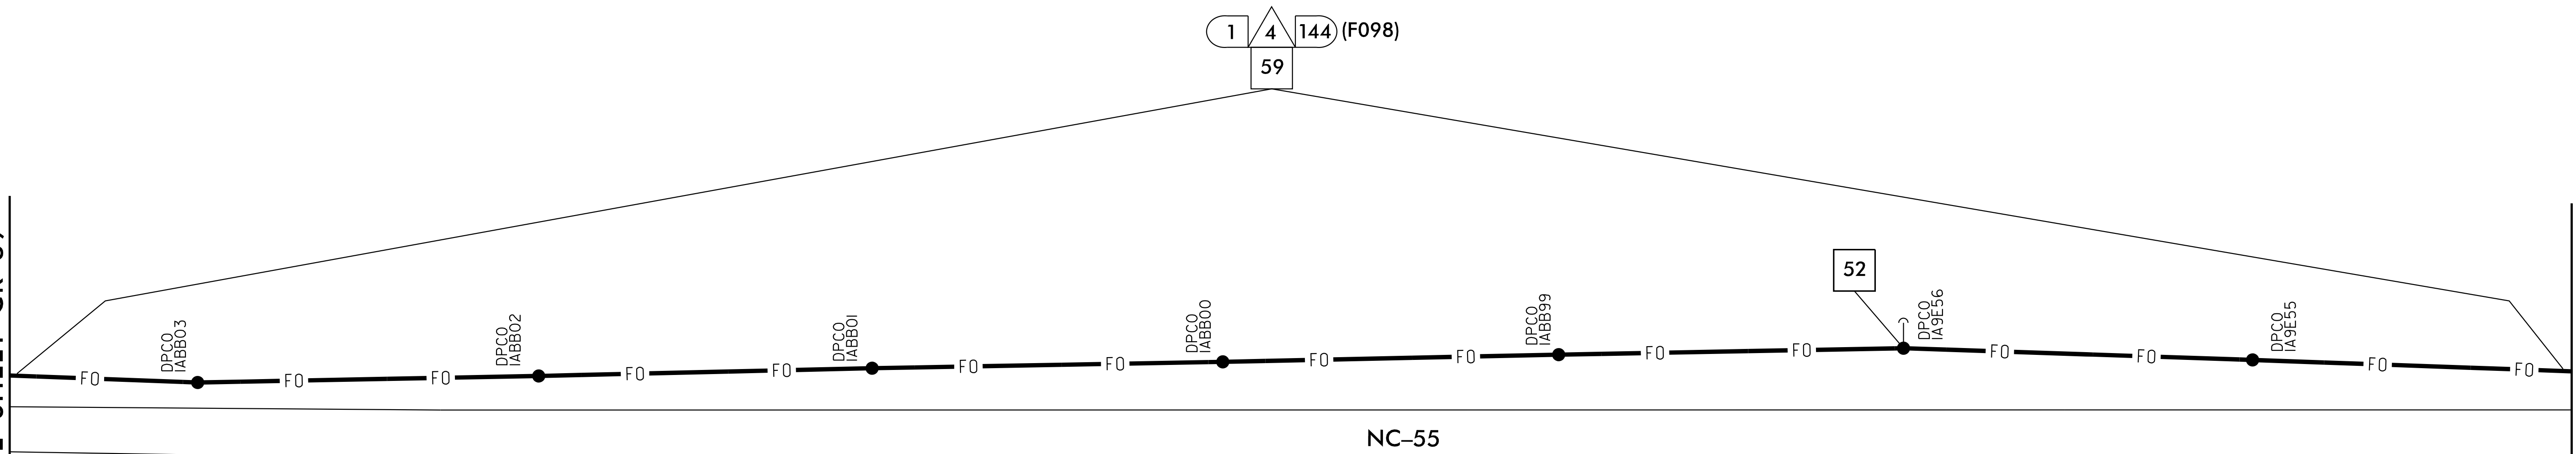 1 4 144 (F098)
59
52
DPCO
IABB03
DPCO
IABB02
DPCO
IABB01
DPCO
IABB00
DPCO
IABB99
DPCO
IA9E56
DPCO
IA9E55
FO FO FO FO FO FO FO FO FO FO FO FO FO FO
NC–55